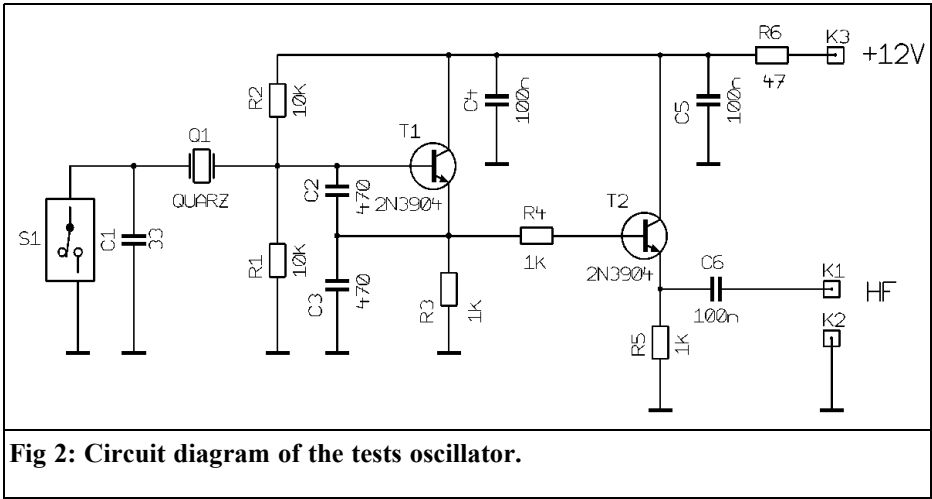 R6
K3
+12V
47
R2
10K
C4
100n
C5
100n
T1
Q1
QUARZ
C2
470
2N3904
T2
R4
1K
S1
C1
33
R1
10K
C3
470
R3
1K
2N3904
C6
100n
K1
HF
K2
R5
1K
Fig 2: Circuit diagram of the tests oscillator.